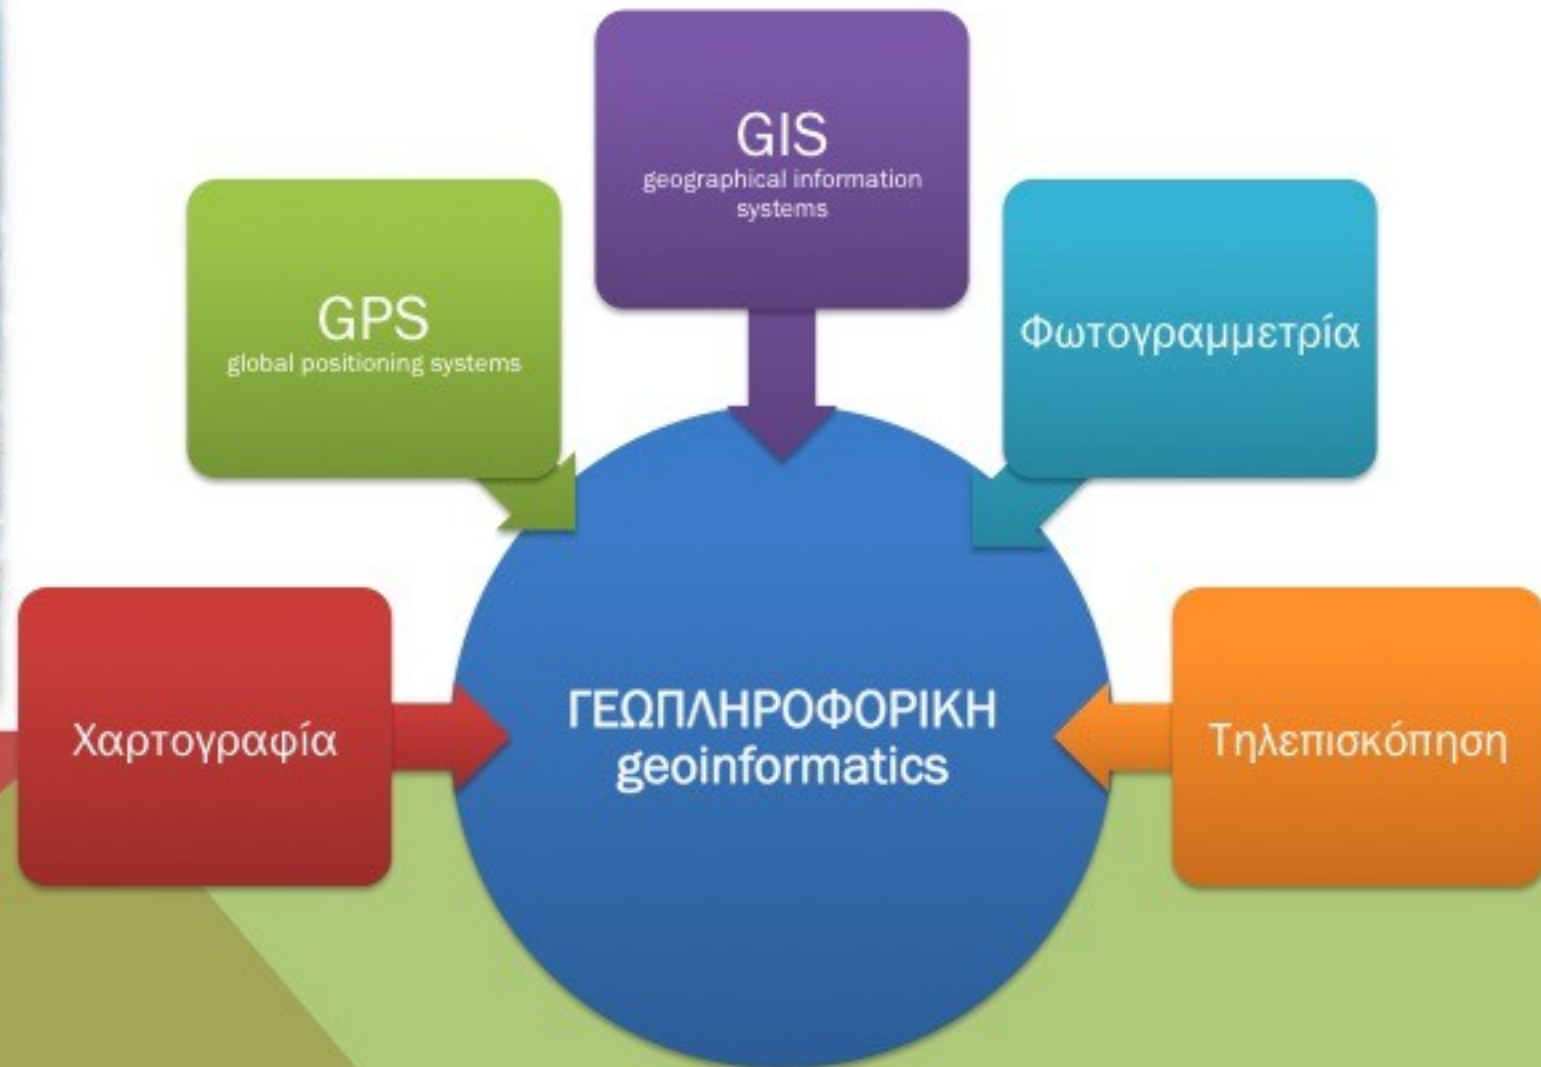 GIS
geographical information
systems
GPS
global positioning systems
Φωτογραμμετρία
Χαρτογραφία
ΓΕΩΠΛΗΡΟΦΟΡΙΚΗ
geoinformatics
Τηλεπισκόπηση